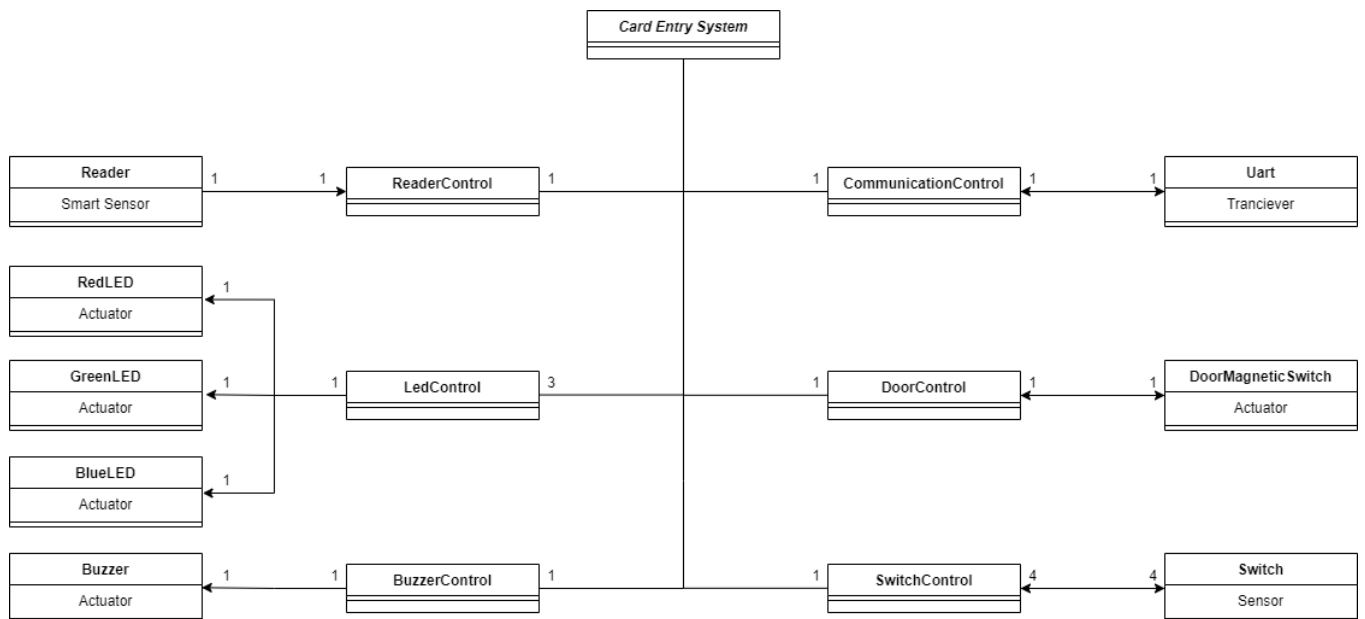 Card Entry System
Reader
Smart Sensor
1
1
ReaderControl
1
1
CommunicationControl
1
1
Uart
Tranciever
RedLED
Actuator
1
GreenLED
Actuator
1
1
LedControl
3
1
DoorControl
1
1
DoorMagneticSwitch
Actuator
BlueLED
Actuator
1
Buzzer
Actuator
1
1
BuzzerControl
1
1
SwitchControl
4
4
Switch
Sensor